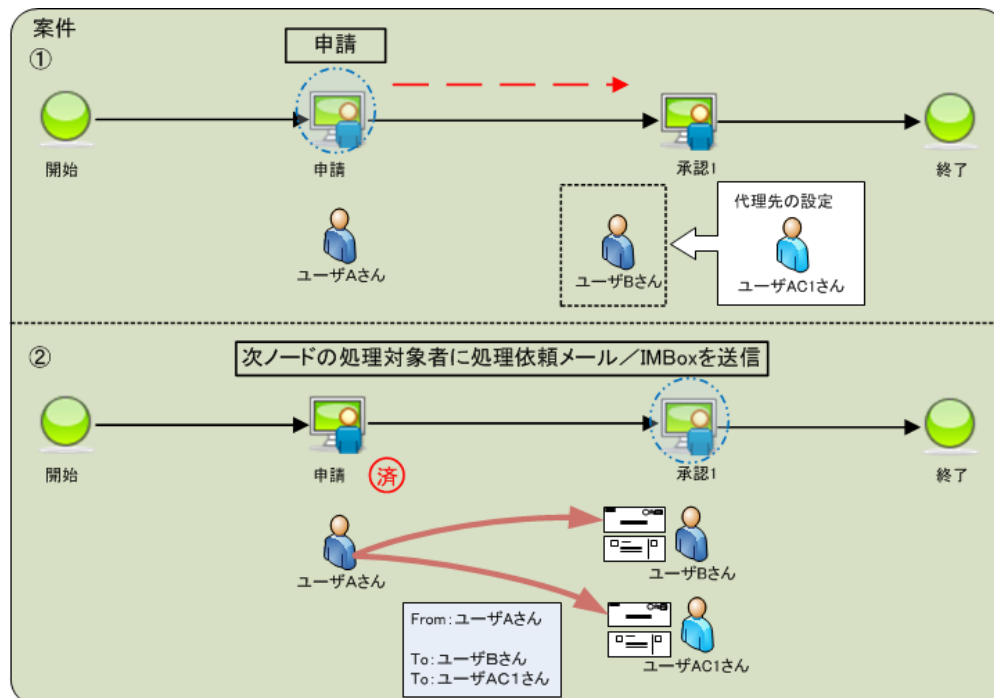 案件
①
申請
開始
申請
承認1
終了
代理先の設定
ユーザAさん
ユーザBさん
ユーザAC1さん
②
次ノードの処理対象者に処理依頼メール／IMBoxを送信
開始
申請
済
承認1
終了
ユーザAさん
ユーザBさん
From：ユーザAさん
To：ユーザBさん
To：ユーザAC1さん
ユーザAC1さん